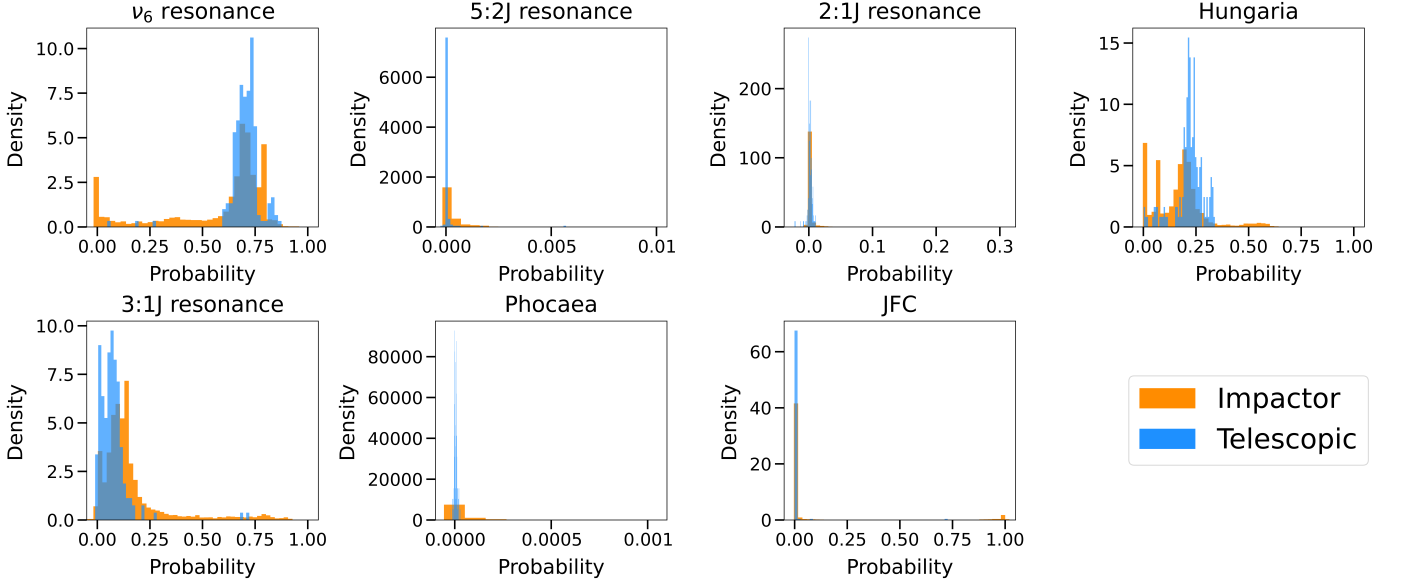 ν6 resonance
5:2J resonance
2:1J resonance
Hungaria
Density
10.0
7.5
5.0
2.5
0.0
0.00 0.25 0.50 0.75 1.00
Probability
Density
6000
4000
2000
0
0.000 0.005 0.01
Probability
Density
200
100
0
0.0 0.1 0.2 0.3
Probability
Density
15
10
5
0
0.00 0.25 0.50 0.75 1.00
Probability
3:1J resonance
Phocaea
JFC
Density
10.0
7.5
5.0
2.5
0.0
0.00 0.25 0.50 0.75 1.00
Probability
Density
80000
60000
40000
20000
0
0.0000 0.0005 0.001
Probability
Density
60
40
20
0
0.00 0.25 0.50 0.75 1.00
Probability
Impactor
Telescopic